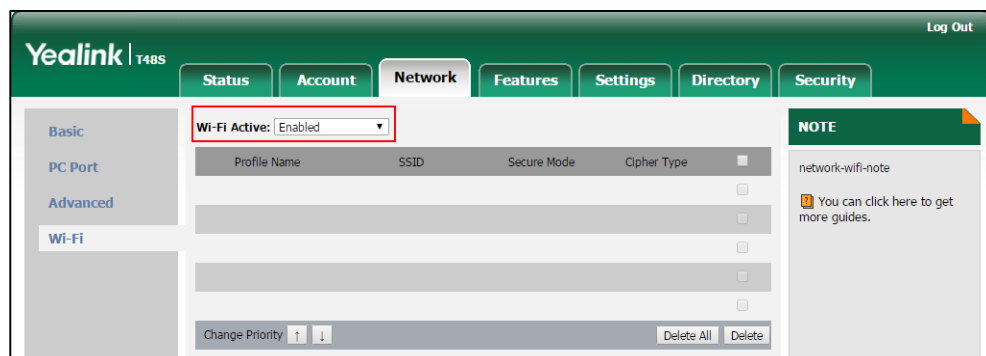 Log Out
Yealink | T48S
Status Account Network Features Settings Directory Security
Basic
PC Port
Advanced
Wi-Fi
Wi-Fi Active: Enabled
Profile Name SSID Secure Mode Cipher Type
Change Priority ↑ ↓ Delete All Delete
NOTE
network-wifi-note
? You can click here to get
more guides.